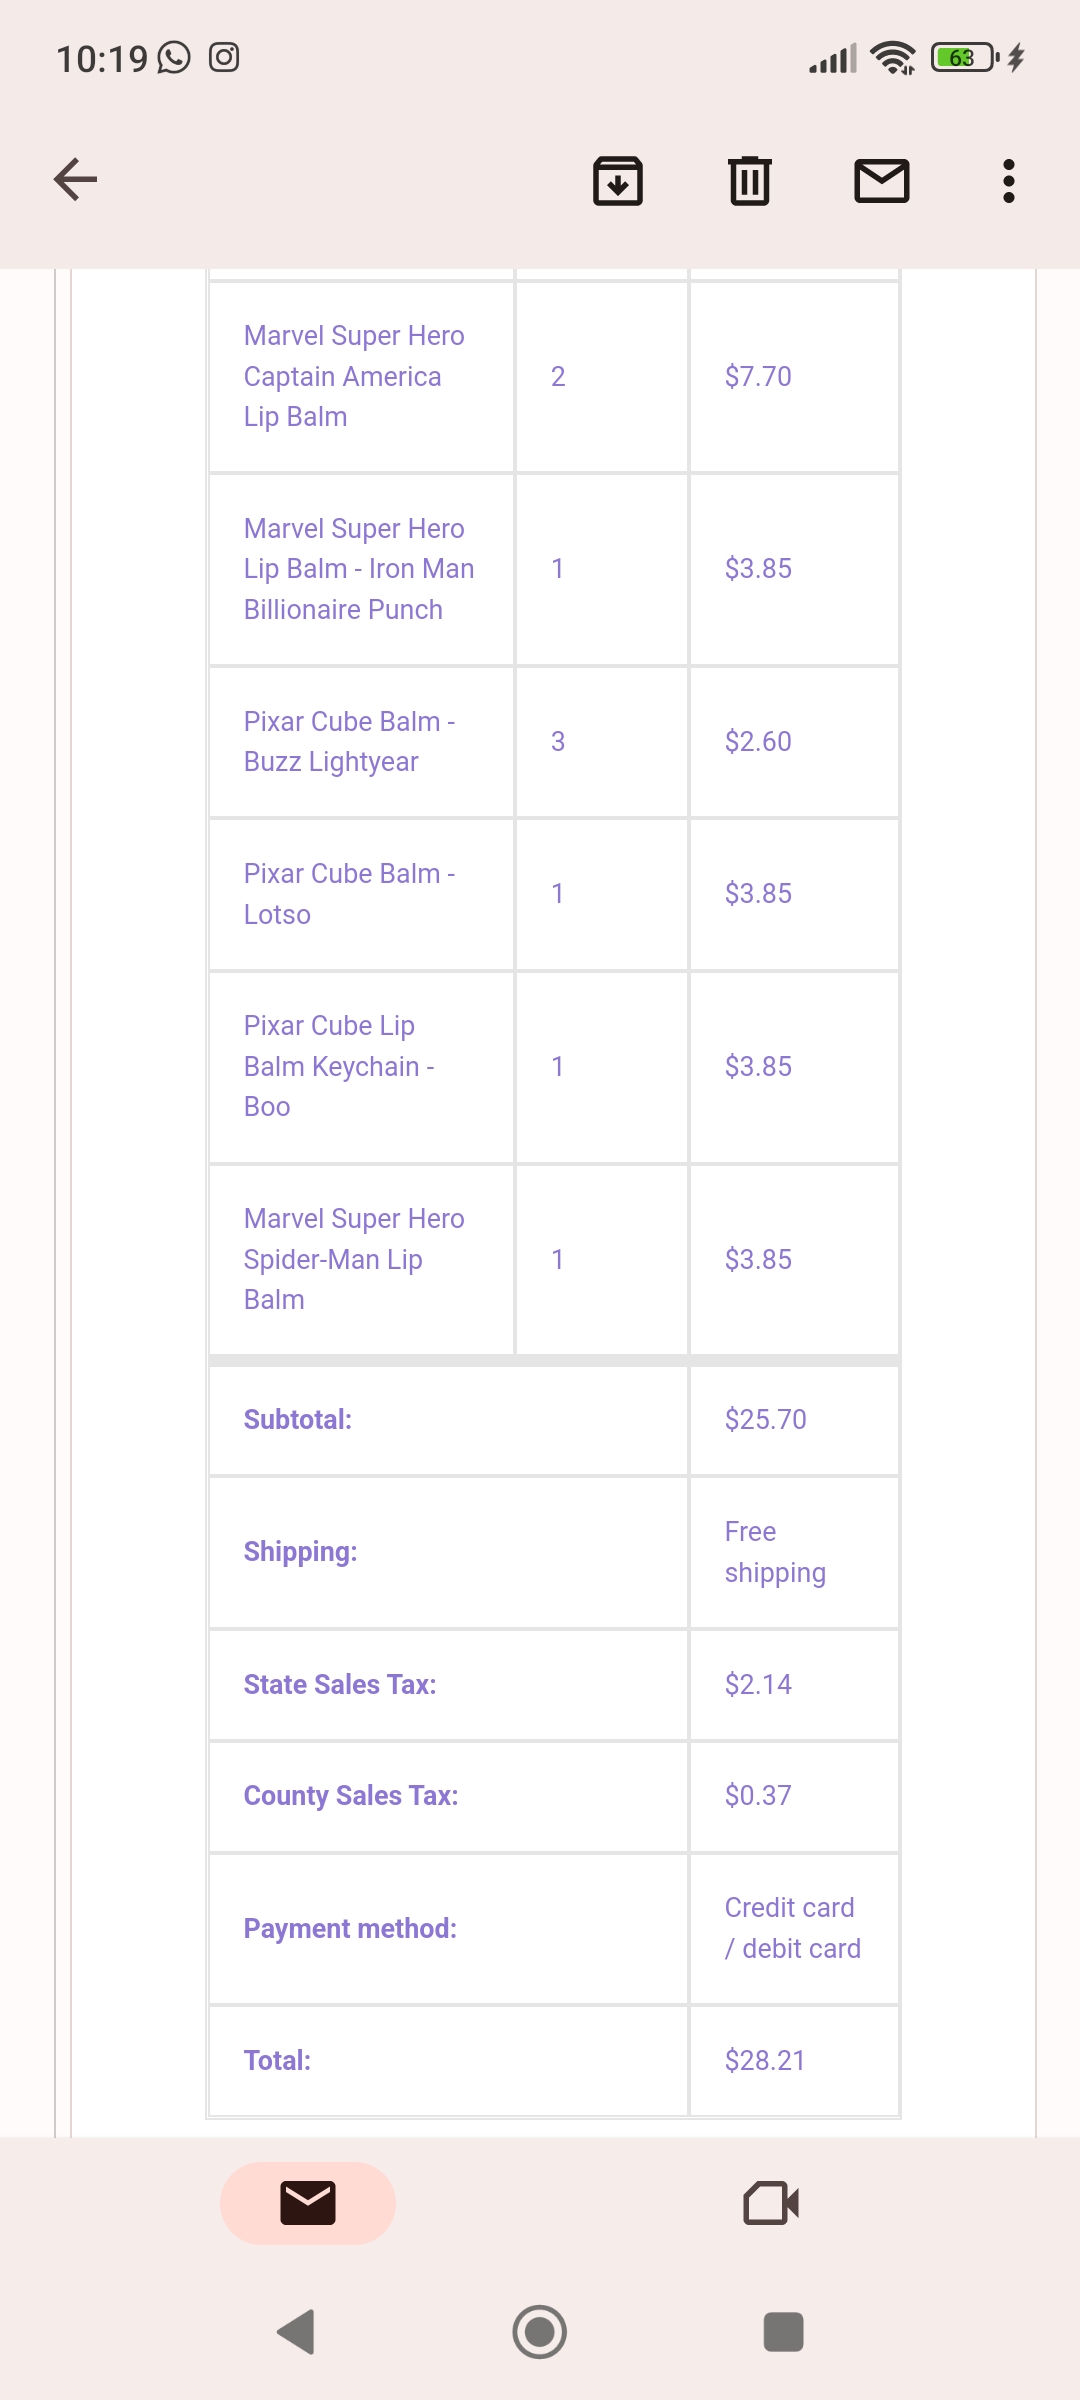 10:19
63
Marvel Super Hero
Captain America
Lip Balm
2
$7.70
Marvel Super Hero
Lip Balm - Iron Man
Billionaire Punch
1
$3.85
Pixar Cube Balm -
Buzz Lightyear
3
$2.60
Pixar Cube Balm -
Lotso
1
$3.85
Pixar Cube Lip
Balm Keychain -
Boo
1
$3.85
Marvel Super Hero
Spider-Man Lip
Balm
1
$3.85
Subtotal:
$25.70
Shipping:
Free
shipping
State Sales Tax:
$2.14
County Sales Tax:
$0.37
Payment method:
Credit card
/ debit card
Total:
$28.21